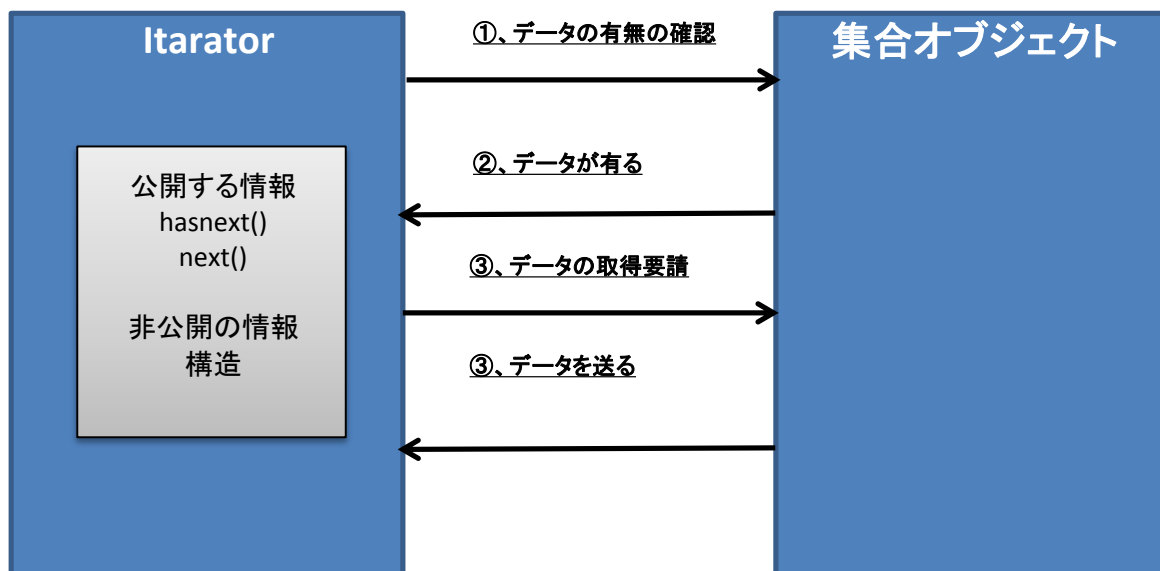 Itarator
公開する情報
hasnext()
next()
非公開の情報
構造
①、データの有無の確認
②、データが有る
③、データの取得要請
③、データを送る
集合オブジェクト